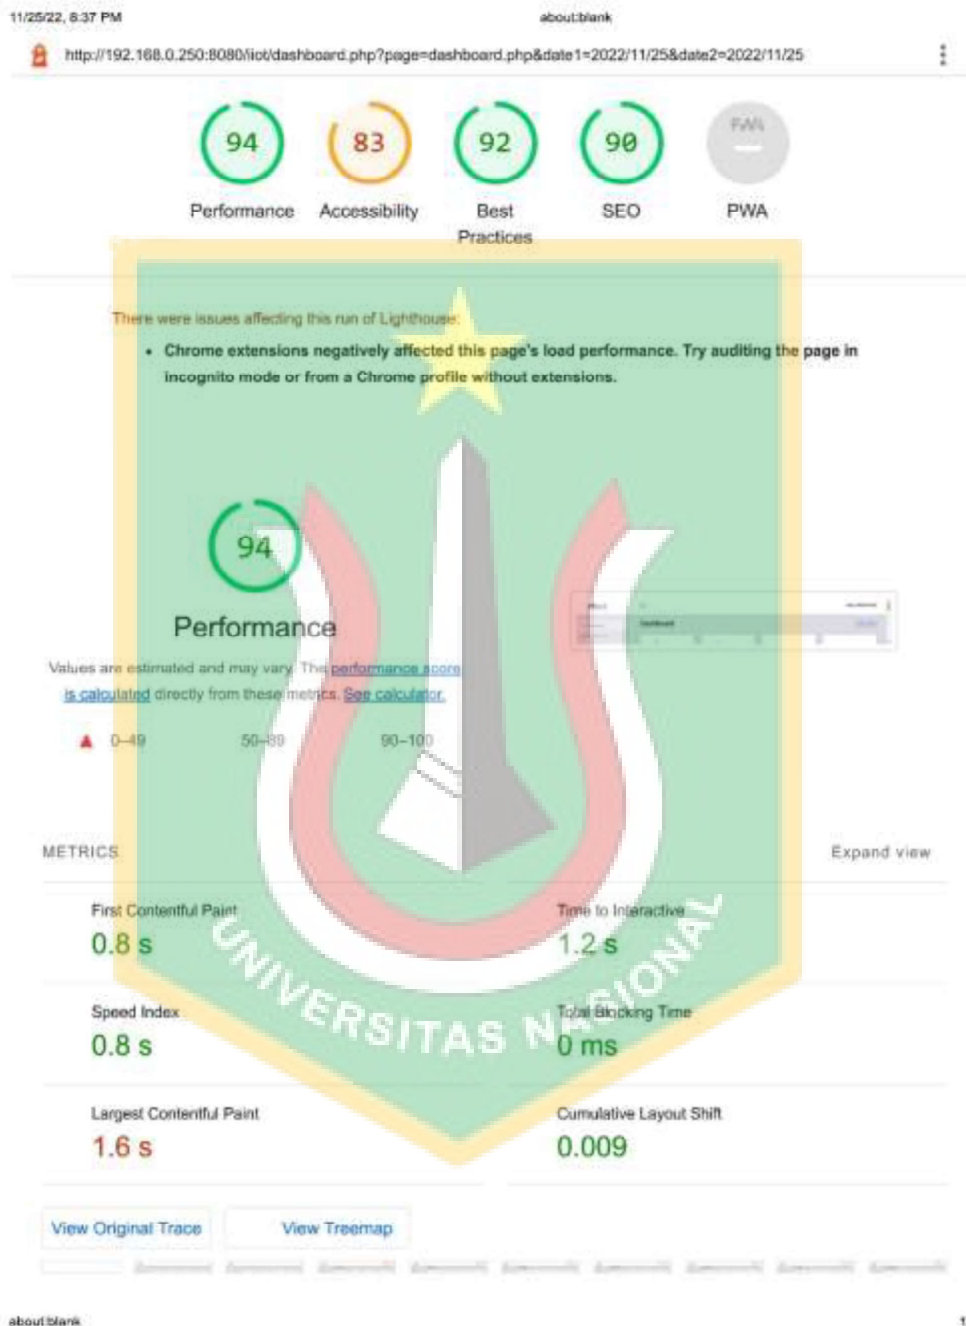 11/25/22, 8:37 PM about:blank
http://192.168.0.250:8080/iiot/dashboard.php?page=dashboard.php&date1=2022/11/25&date2=2022/11/25
94 83 92 90 PWA
Performance Accessibility Best Practices SEO PWA
There were issues affecting this run of Lighthouse:
• Chrome extensions negatively affected this page's load performance. Try auditing the page in
incognito mode or from a Chrome profile without extensions.
94
Performance
Values are estimated and may vary. The performance score
is calculated directly from these metrics. See calculator.
0–49 50–89 90–100
METRICS Expand view
First Contentful Paint
0.8 s
Time to Interactive
1.2 s
Speed Index
0.8 s
Total Blocking Time
0 ms
Largest Contentful Paint
1.6 s
Cumulative Layout Shift
0.009
UNIVERSITAS NASIONAL
View Original Trace View Treemap
about:blank 1